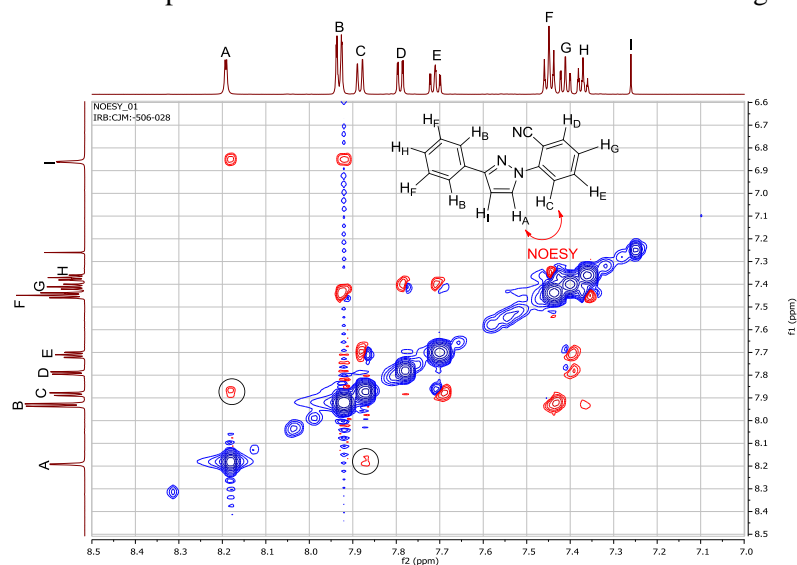 A B C D E F G H I
NOESY_01
IRB:CJM:-506-028
I
H
G
F
E
D
C
B
A
H_F
H_B
H_H
H_F
H_B
N
N
H_I
H_A
NC
H_D
H_G
H_E
H_C
NOESY
6.6
6.7
6.8
6.9
7.0
7.1
7.2
7.3
7.4
7.5
7.6
7.7
7.8
7.9
8.0
8.1
8.2
8.3
8.4
8.5
f1 (ppm)
8.5 8.4 8.3 8.2 8.1 8.0 7.9 7.8 7.7 7.6 7.5 7.4 7.3 7.2 7.1 7.0
f2 (ppm)